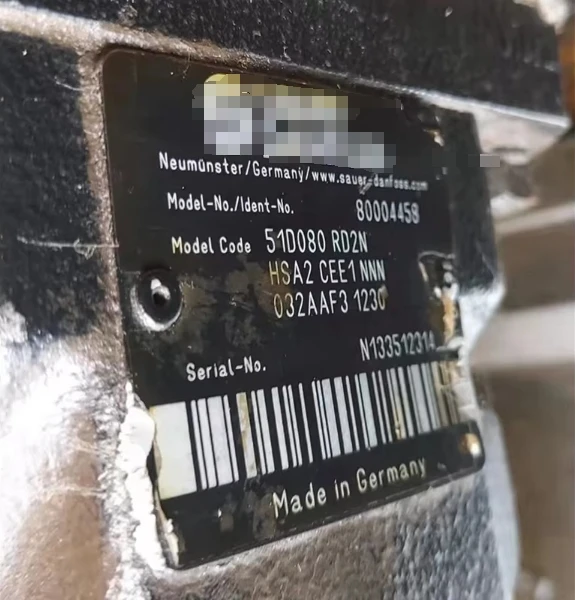 Neumünster/Germany/www.sauer-danfoss.com
Model-No./Ident-No. 80004459
Model Code 51D080 RD2N
HSA2 CEE1 NNN
032AAF3 1230
Serial-No. N133512314
Made in Germany